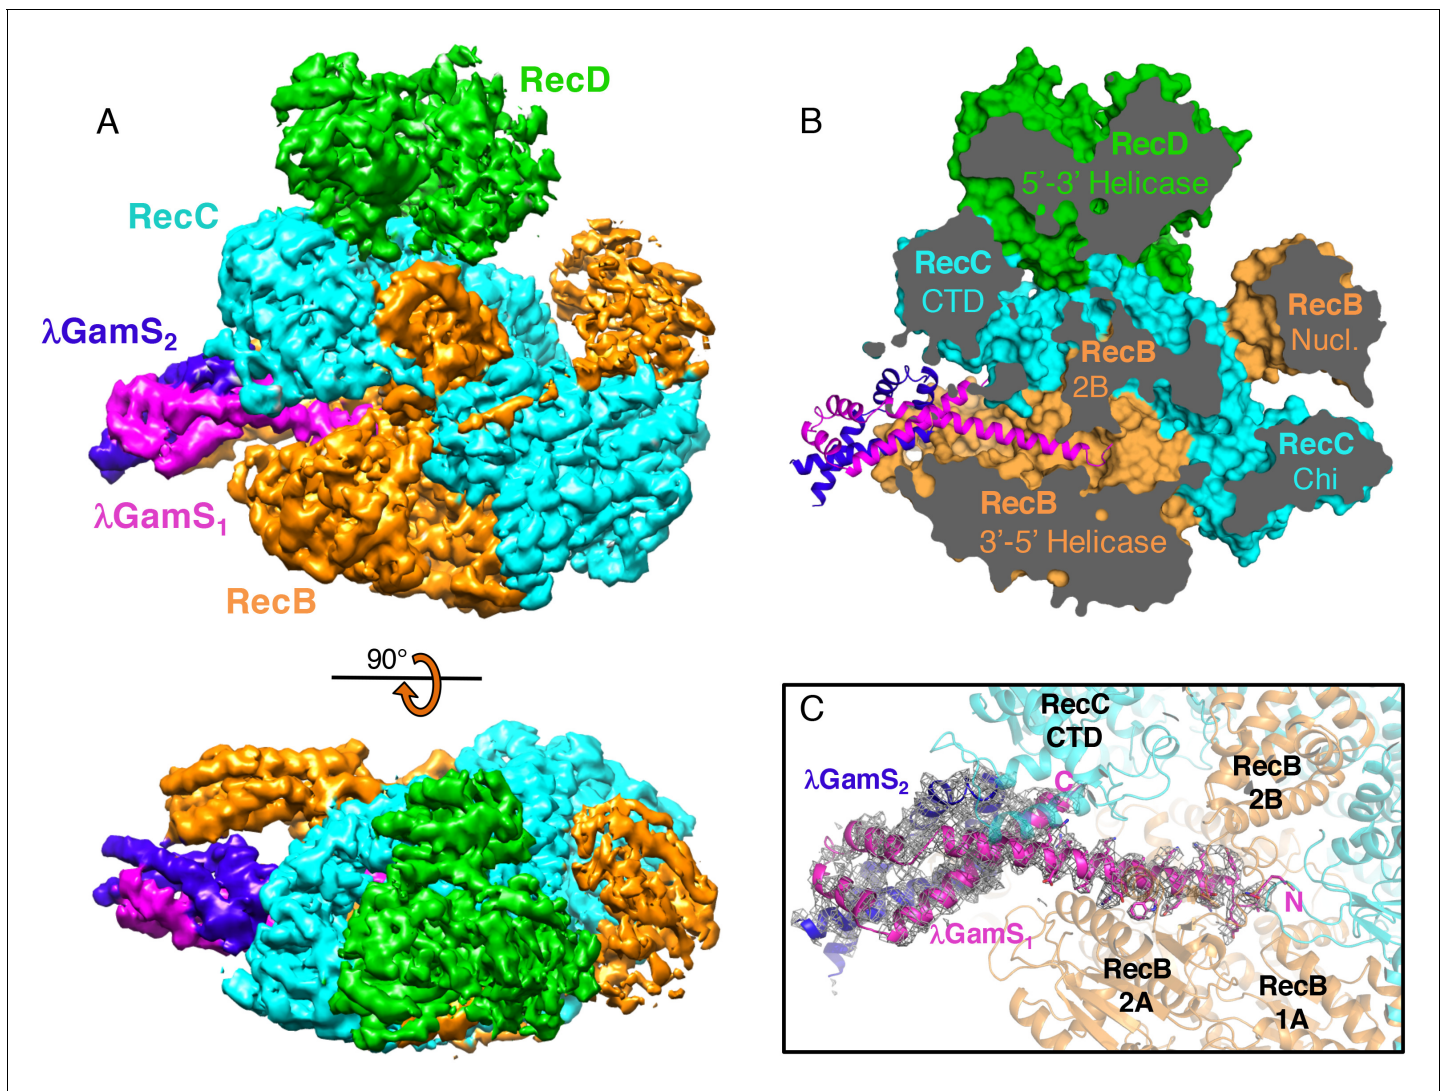 A
RecD
RecC
λGamS2
λGamS1
RecB
90°
B
RecD
5’-3’ Helicase
RecC
CTD
RecB
Nucl.
RecB
2B
RecC
Chi
RecB
3’-5’ Helicase
C
RecC
CTD
λGamS2
C
RecB
2B
N
λGamS1
RecB
2A
RecB
1A